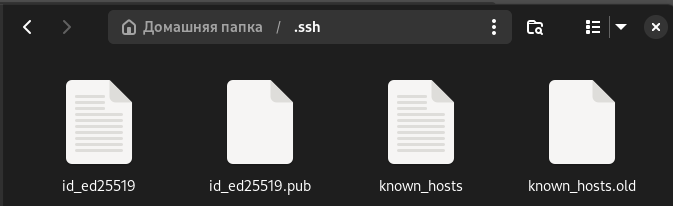 Домашняя папка / .ssh
id_ed25519 id_ed25519.pub known_hosts known_hosts.old